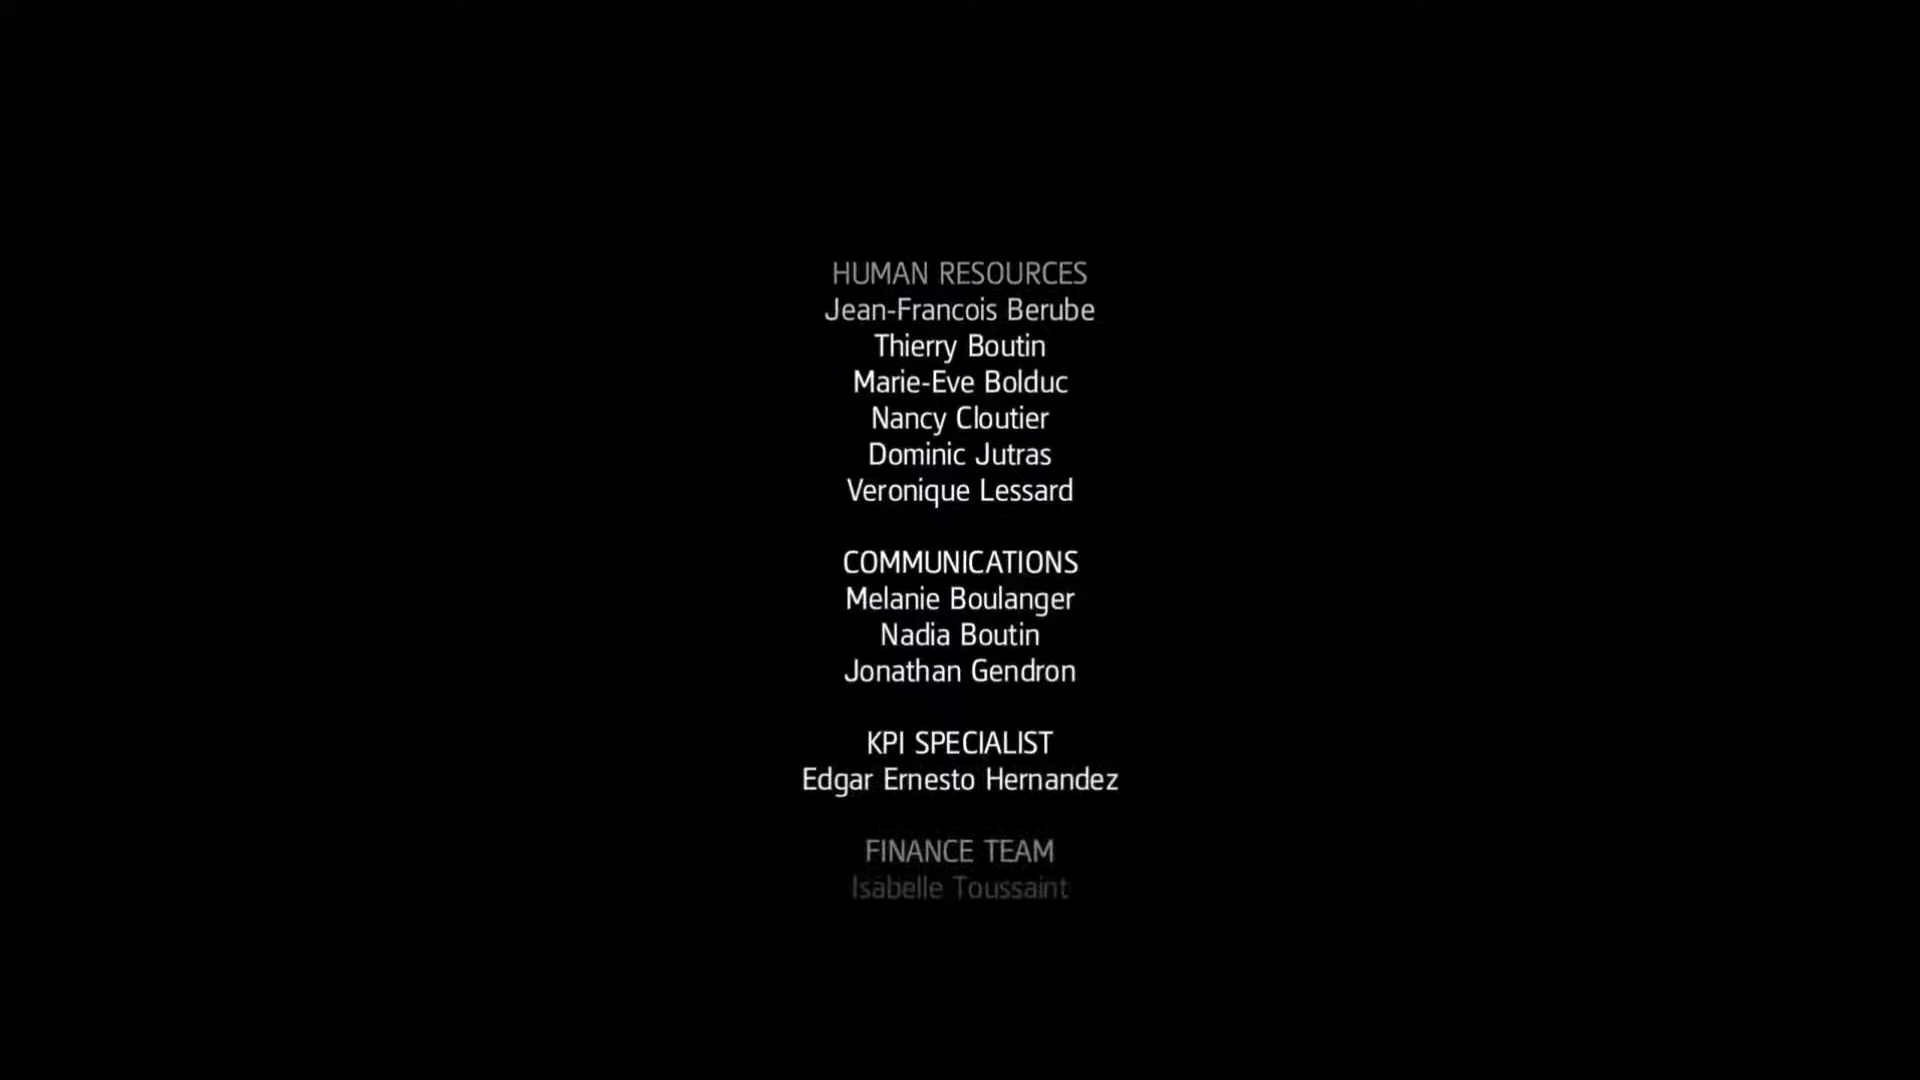 HUMAN RESOURCES
Jean-Francois Berube
Thierry Boutin
Marie-Eve Bolduc
Nancy Cloutier
Dominic Jutras
Veronique Lessard
COMMUNICATIONS
Melanie Boulanger
Nadia Boutin
Jonathan Gendron
KPI SPECIALIST
Edgar Ernesto Hernandez
FINANCE TEAM
Isabelle Toussaint